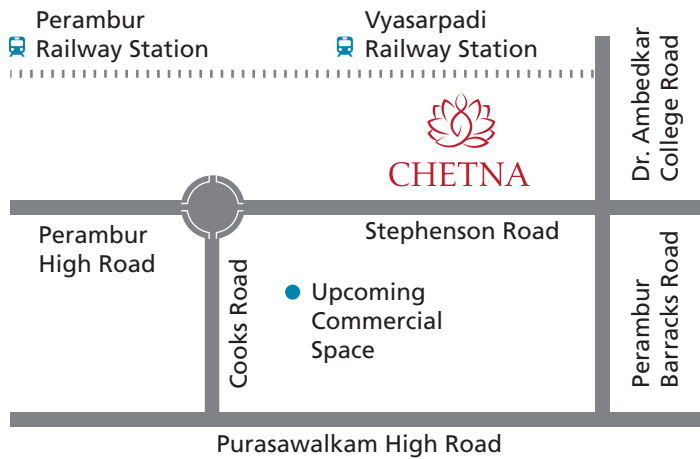 Perambur
Railway Station
Vyasarpadi
Railway Station
Dr. Ambedkar
College Road
CHETNA
Perambur
High Road
Stephenson Road
Cooks Road
Upcoming
Commercial
Space
Perambur
Barracks Road
Purasawalkam High Road